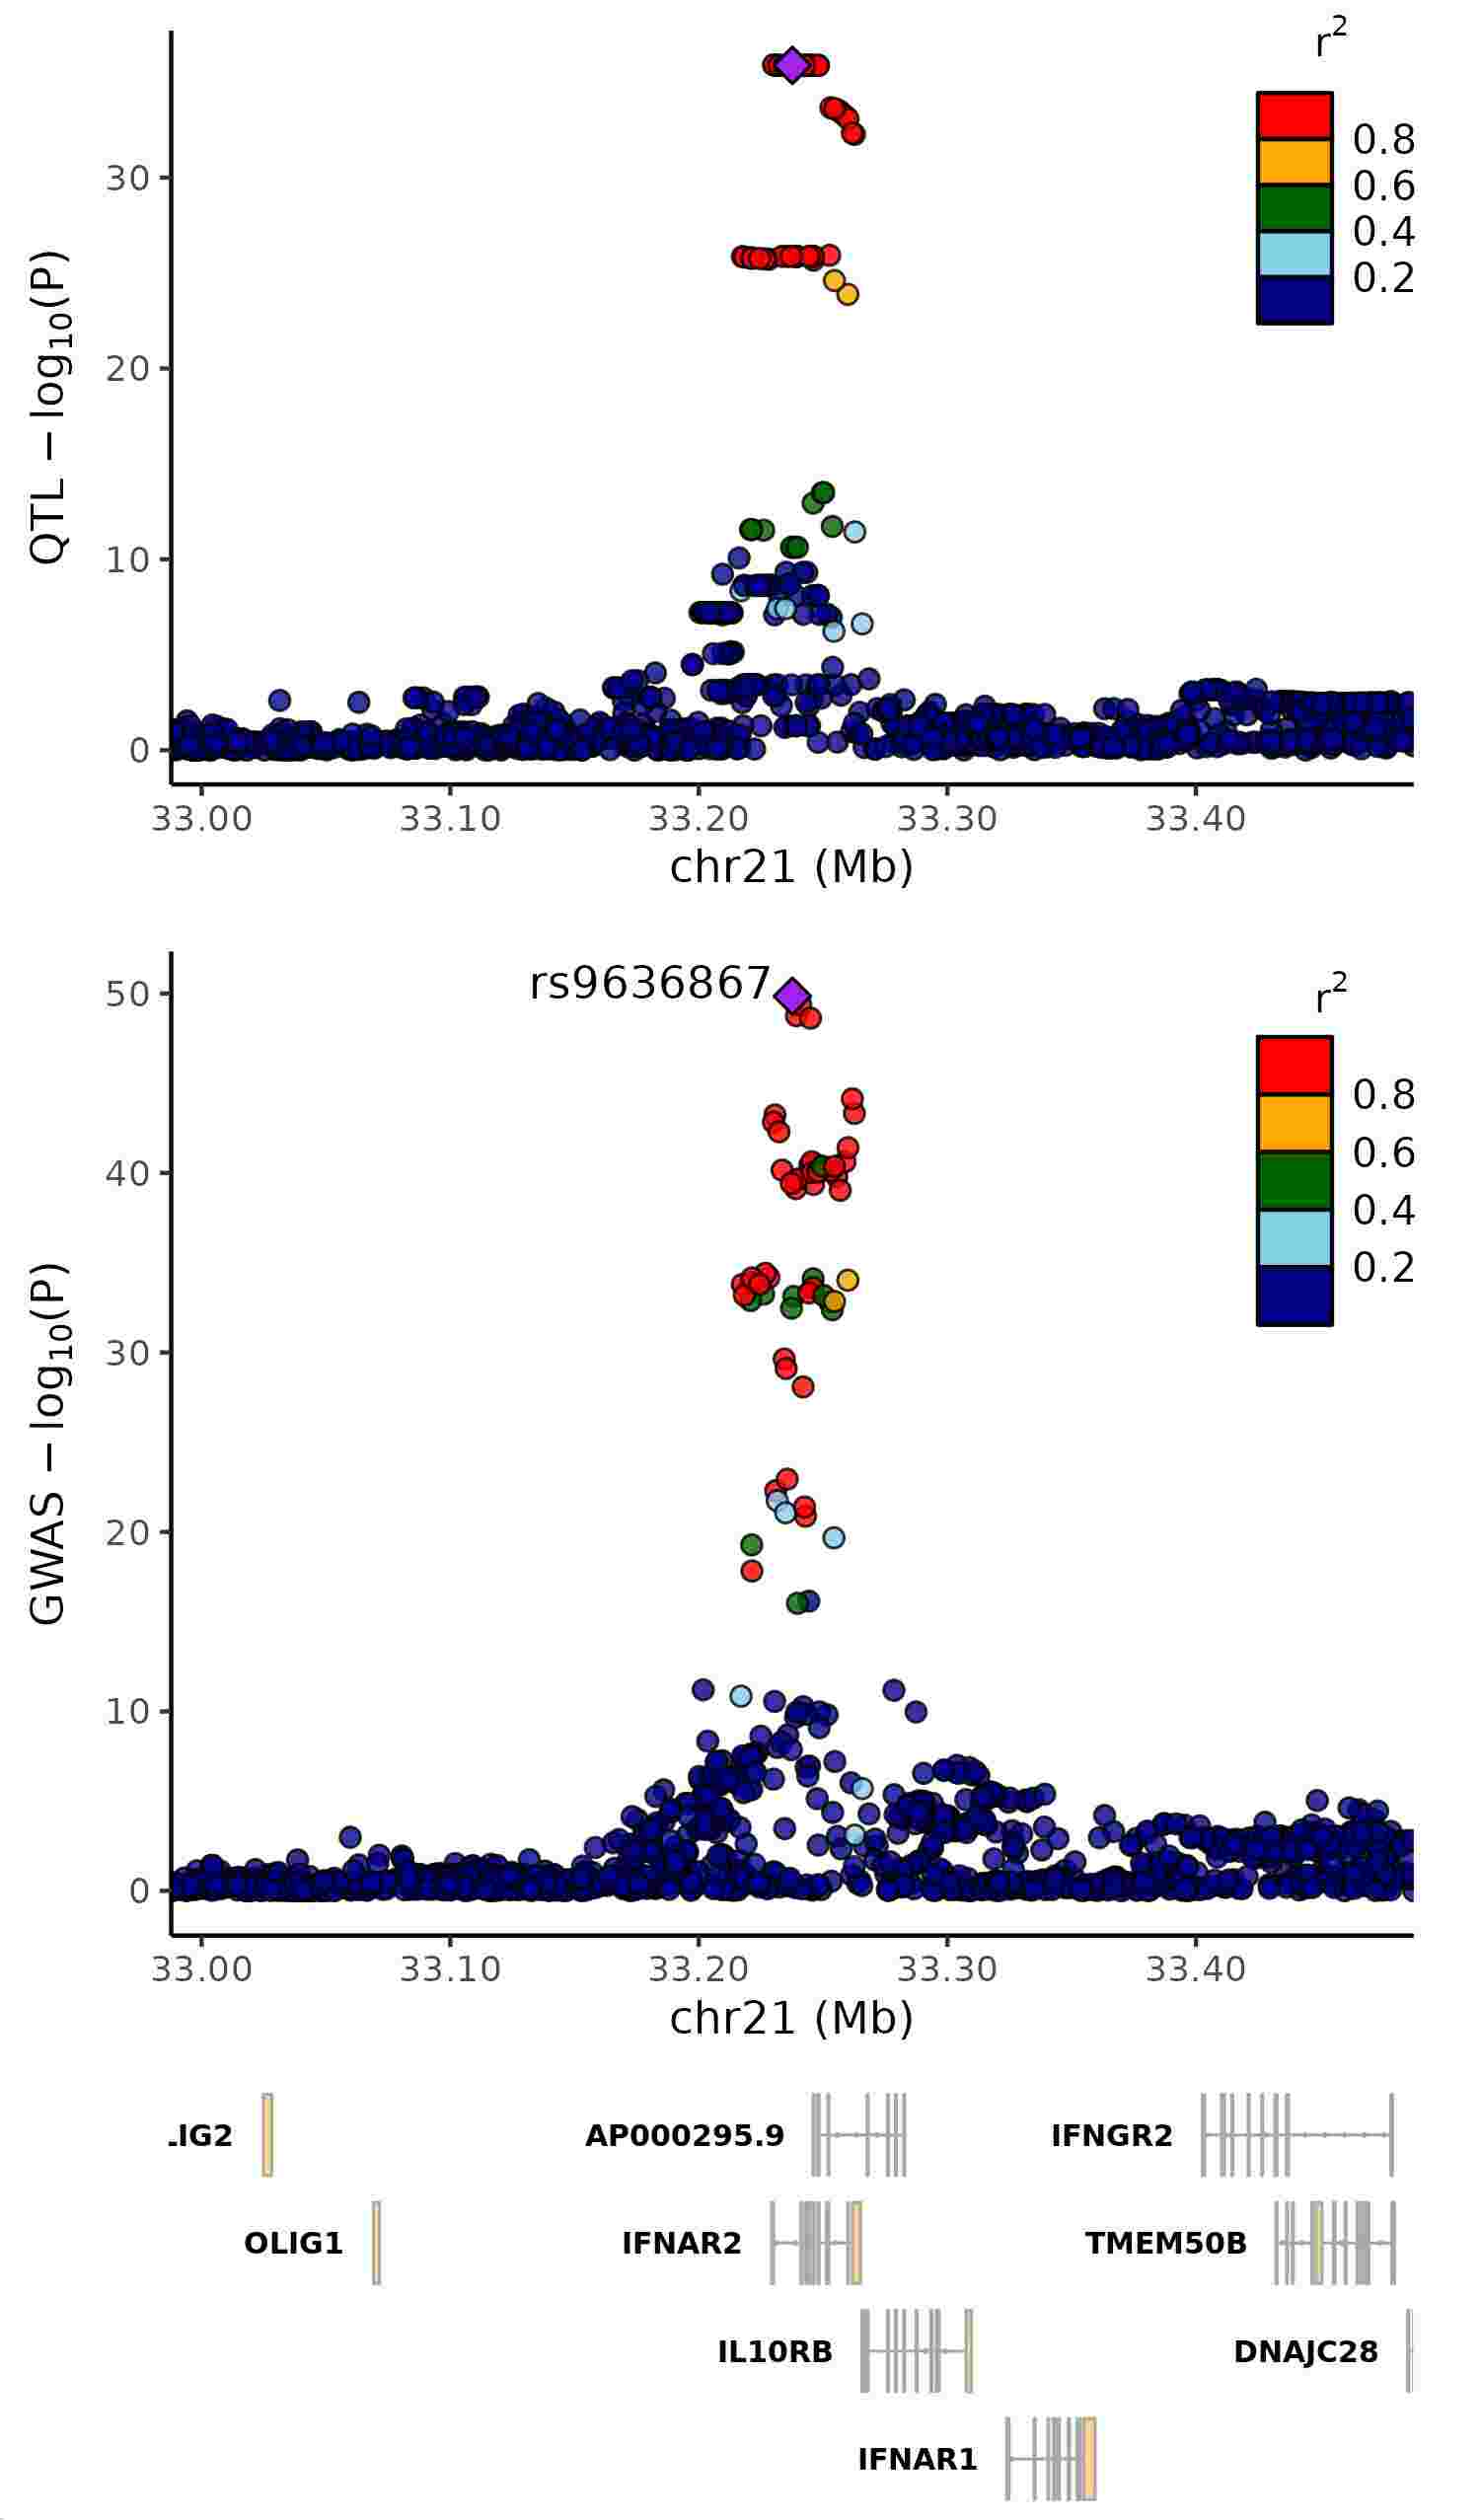 r²
0.8
0.6
0.4
0.2
QTL −log₁₀(P)
30
20
10
0
33.00 33.10 33.20 33.30 33.40
chr21 (Mb)
rs9636867
r²
0.8
0.6
0.4
0.2
GWAS −log₁₀(P)
50
40
30
20
10
0
33.00 33.10 33.20 33.30 33.40
chr21 (Mb)
IG2 AP000295.9 IFNGR2
OLIG1 IFNAR2 TMEM50B
IL10RB DNAJC28
IFNAR1